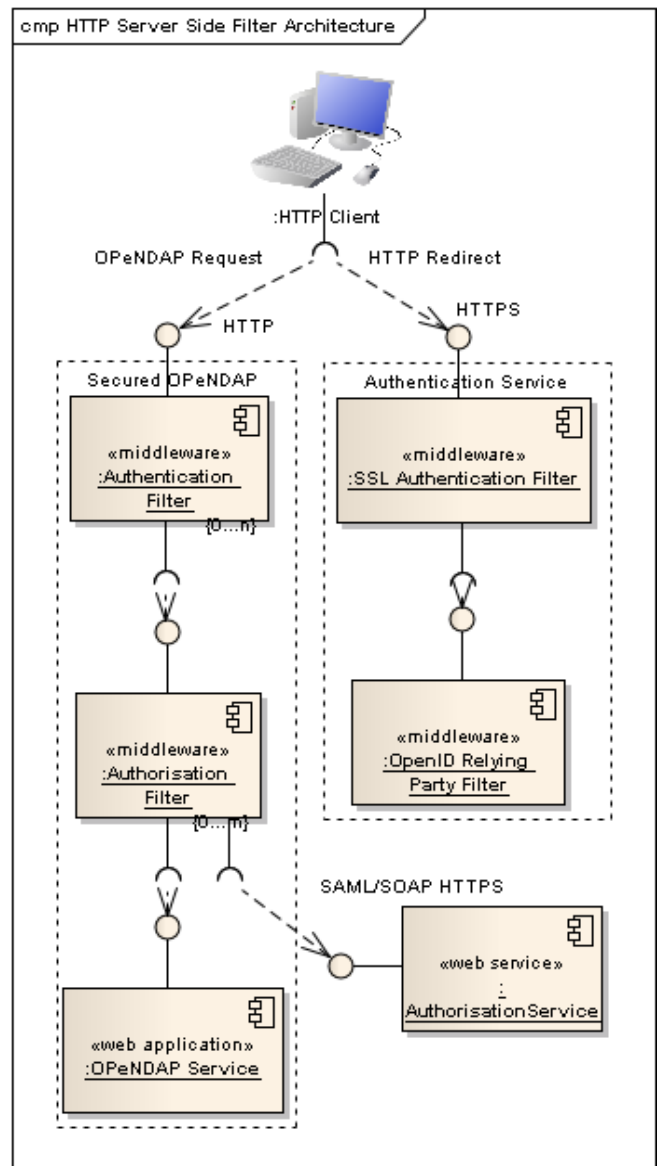 cmp HTTP Server Side Filter Architecture
:HTTP Client
OPeNDAP Request
HTTP Redirect
HTTP
HTTPS
Secured OPeNDAP
«middleware»
:Authentication
Filter
{0...n}
Authentication Service
«middleware»
:SSL Authentication Filter
«middleware»
:Authorisation
Filter
{0...m}
«middleware»
:OpenID Relying
Party Filter
SAML/SOAP HTTPS
«web service»
:
AuthorisationService
«web application»
:OPeNDAP Service